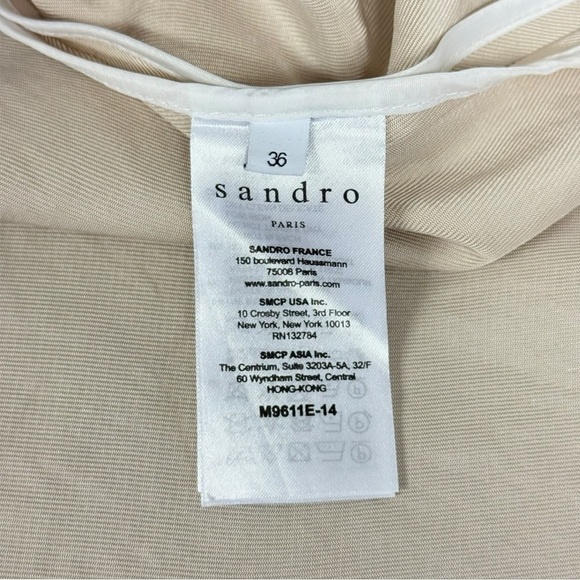 36
sandro
PARIS
SANDRO FRANCE
150 boulevard Haussmann
75008 Paris
www.sandro-paris.com
SMCP USA Inc.
10 Crosby Street, 3rd Floor
New York, New York 10013
RN132784
SMCP ASIA Inc.
The Centrium, Suite 3203A-5A, 32/F
60 Wyndham Street, Central
HONG-KONG
M9611E-14